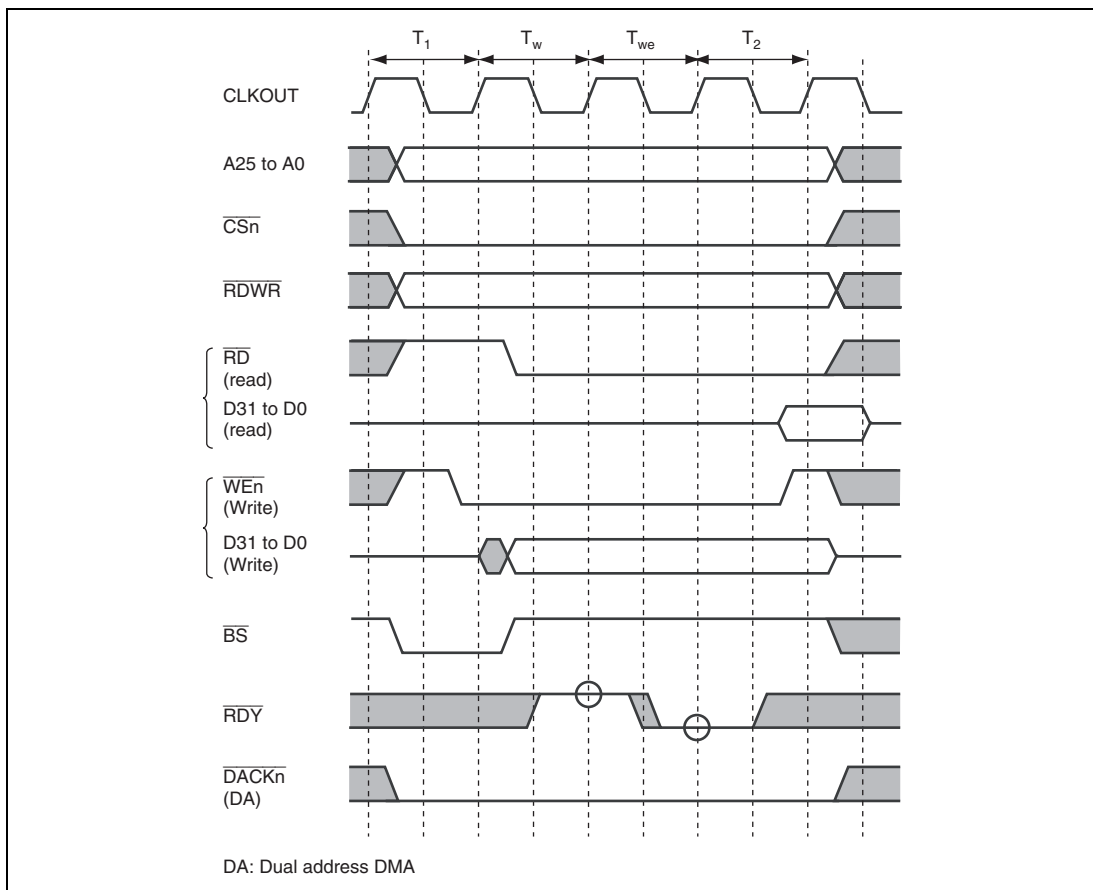 T1 Tw Twe T2
CLKOUT
A25 to A0
CSn
RDWR
RD
(read)
D31 to D0
(read)
WEn
(Write)
D31 to D0
(Write)
BS
RDY
DACKn
(DA)
DA: Dual address DMA